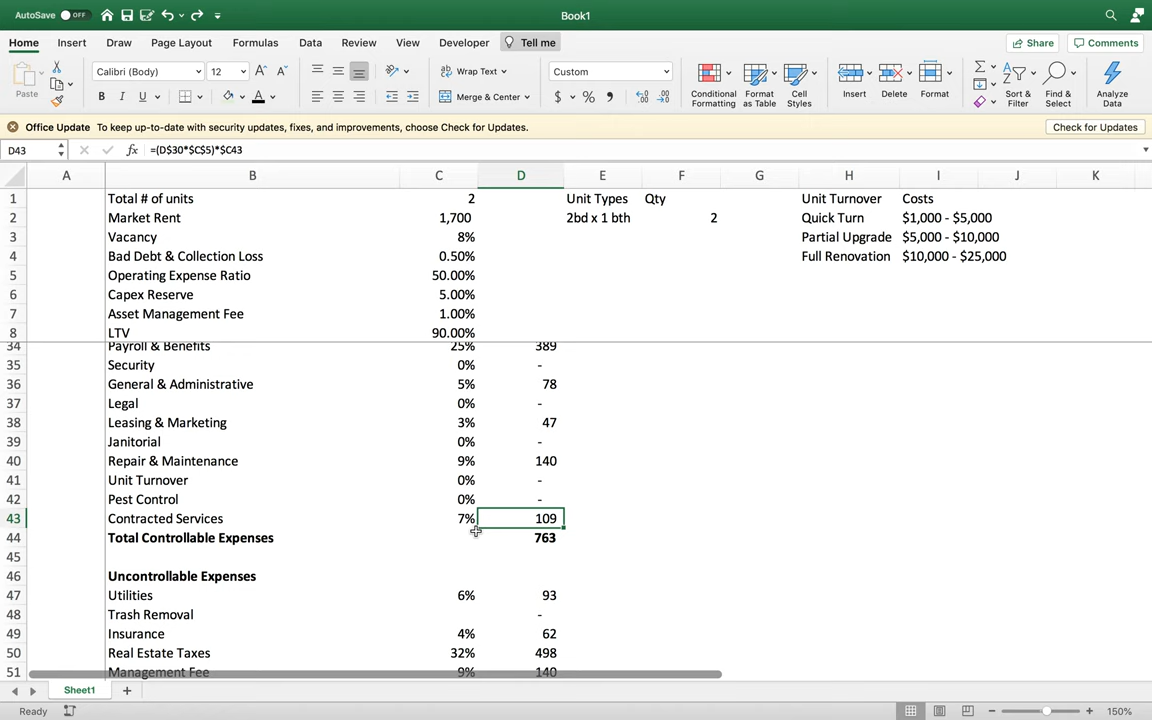 AutoSave OFF Book1
Home Insert Draw Page Layout Formulas Data Review View Developer Tell me Share Comments
Paste Calibri (Body) 12 A A Wrap Text Custom
B I U A Merge & Center $ % Conditional Formatting Format as Table Cell Styles Insert Delete Format Sort & Filter Find & Select Analyze Data
Office Update To keep up-to-date with security updates, fixes, and improvements, choose Check for Updates. Check for Updates
D43 fx =(D$30*$C$5)*$C43
A B C D E F G H I J K
1 Total # of units 2 Unit Types Qty Unit Turnover Costs
2 Market Rent 1,700 2bd x 1 bth 2 Quick Turn $1,000 - $5,000
3 Vacancy 8% Partial Upgrade $5,000 - $10,000
4 Bad Debt & Collection Loss 0.50% Full Renovation $10,000 - $25,000
5 Operating Expense Ratio 50.00%
6 Capex Reserve 5.00%
7 Asset Management Fee 1.00%
8 LTV 90.00%
34 Payroll & Benefits 25% 389
35 Security 0% -
36 General & Administrative 5% 78
37 Legal 0% -
38 Leasing & Marketing 3% 47
39 Janitorial 0% -
40 Repair & Maintenance 9% 140
41 Unit Turnover 0% -
42 Pest Control 0% -
43 Contracted Services 7% 109
44 Total Controllable Expenses 763
45
46 Uncontrollable Expenses
47 Utilities 6% 93
48 Trash Removal -
49 Insurance 4% 62
50 Real Estate Taxes 32% 498
51 Management Fee 9% 140
Sheet1 +
Ready 150%